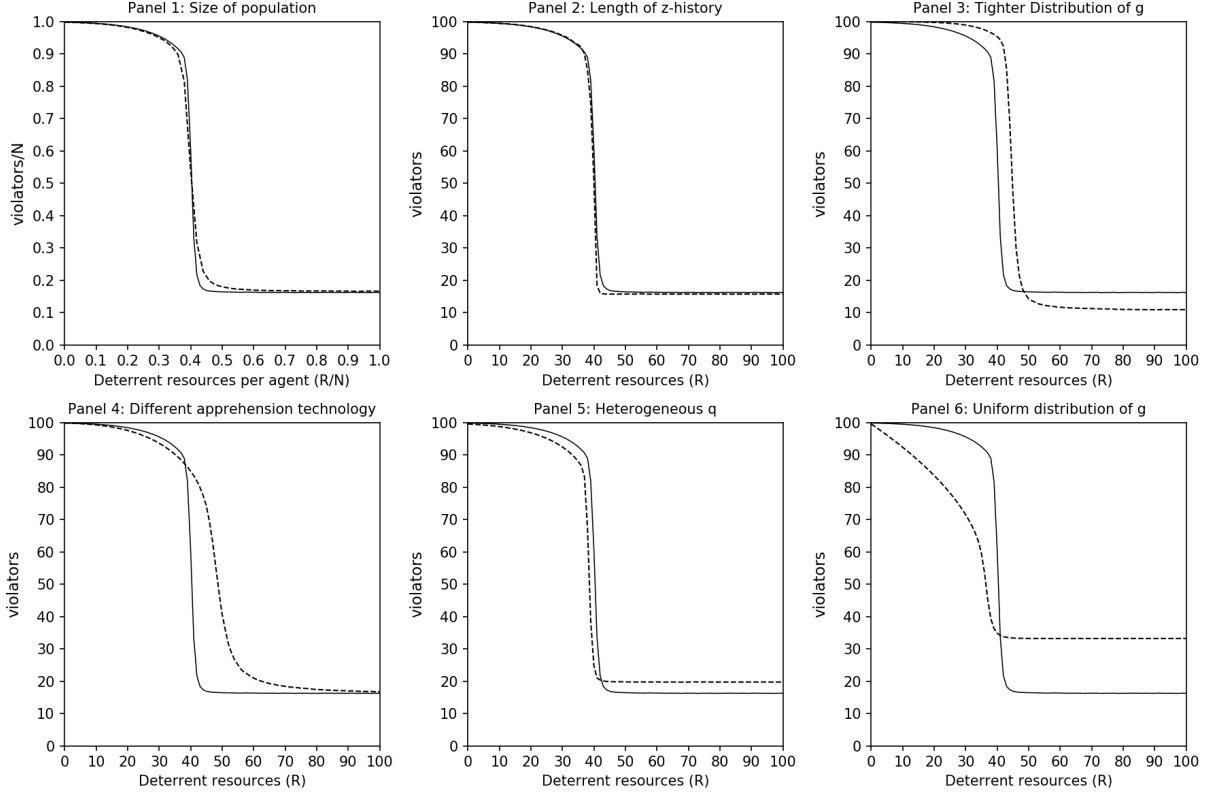 Panel 1: Size of population
1.0
0.9
0.8
0.7
0.6
0.5
0.4
0.3
0.2
0.1
0.0
violators/N
0.0 0.1 0.2 0.3 0.4 0.5 0.6 0.7 0.8 0.9 1.0
Deterrent resources per agent (R/N)
Panel 2: Length of z-history
100
90
80
70
60
50
40
30
20
10
0
violators
0 10 20 30 40 50 60 70 80 90 100
Deterrent resources (R)
Panel 3: Tighter Distribution of g
100
90
80
70
60
50
40
30
20
10
0
violators
0 10 20 30 40 50 60 70 80 90 100
Deterrent resources (R)
Panel 4: Different apprehension technology
100
90
80
70
60
50
40
30
20
10
0
violators
0 10 20 30 40 50 60 70 80 90 100
Deterrent resources (R)
Panel 5: Heterogeneous q
100
90
80
70
60
50
40
30
20
10
0
violators
0 10 20 30 40 50 60 70 80 90 100
Deterrent resources (R)
Panel 6: Uniform distribution of g
100
90
80
70
60
50
40
30
20
10
0
violators
0 10 20 30 40 50 60 70 80 90 100
Deterrent resources (R)